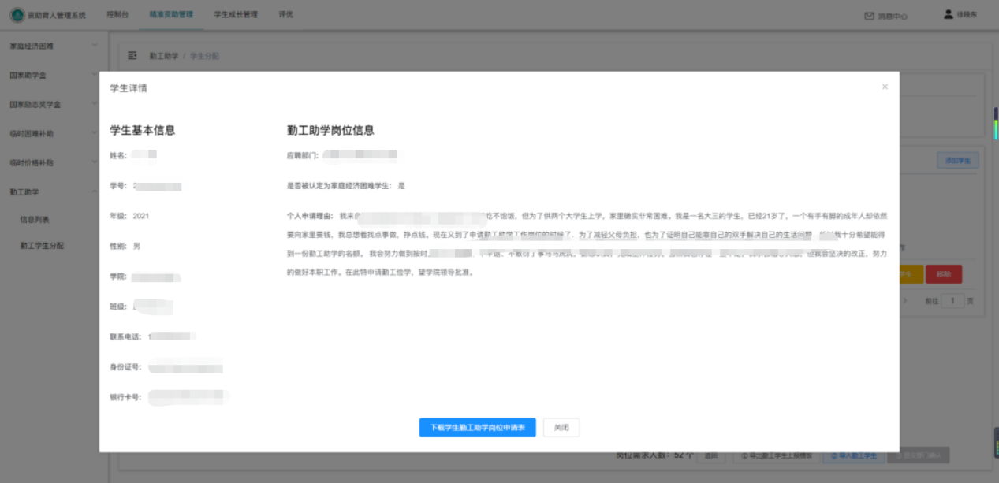 资助育人管理系统 控制台 精准资助管理 学生成长管理 评优 消息中心 徐晓东
家庭经济困难
国家助学金
国家励志奖学金
临时困难补助
临时价格补贴
勤工助学
信息列表
勤工学生分配
勤工助学 / 学生分配
添加学生
学生详情
学生基本信息
姓名：
学号：2
年级： 2021
性别： 男
学院：
班级：
联系电话： 1
身份证号：
银行卡号：
勤工助学岗位信息
应聘部门：
是否被认定为家庭经济困难学生： 是
个人申请理由： 我来自 吃不饱饭，但为了供两个大学生上学，家里确实非常困难。我是一名大三的学生，已经21岁了，一个有手有脚的成年人却依然
要向家里要钱，我总想着找点事做，挣点钱。现在又到了申请勤工助学工作岗位的时候了，为了减轻父母负担，也为了证明自己能靠自己的双手解决自己的生活问题，所以我十分希望能得
到一份勤工助学的名额。 我会努力做到按时 不早退、不敷衍了事马马虎虎， 但我会坚决的改正，努力
的做好本职工作。在此特申请勤工俭学，望学院领导批准。
下载学生勤工助学岗位申请表 关闭
学生 移除
前往 1 页
岗位需求人数： 52 个 返回 ①导出勤工学生上报模板 ②导入勤工学生